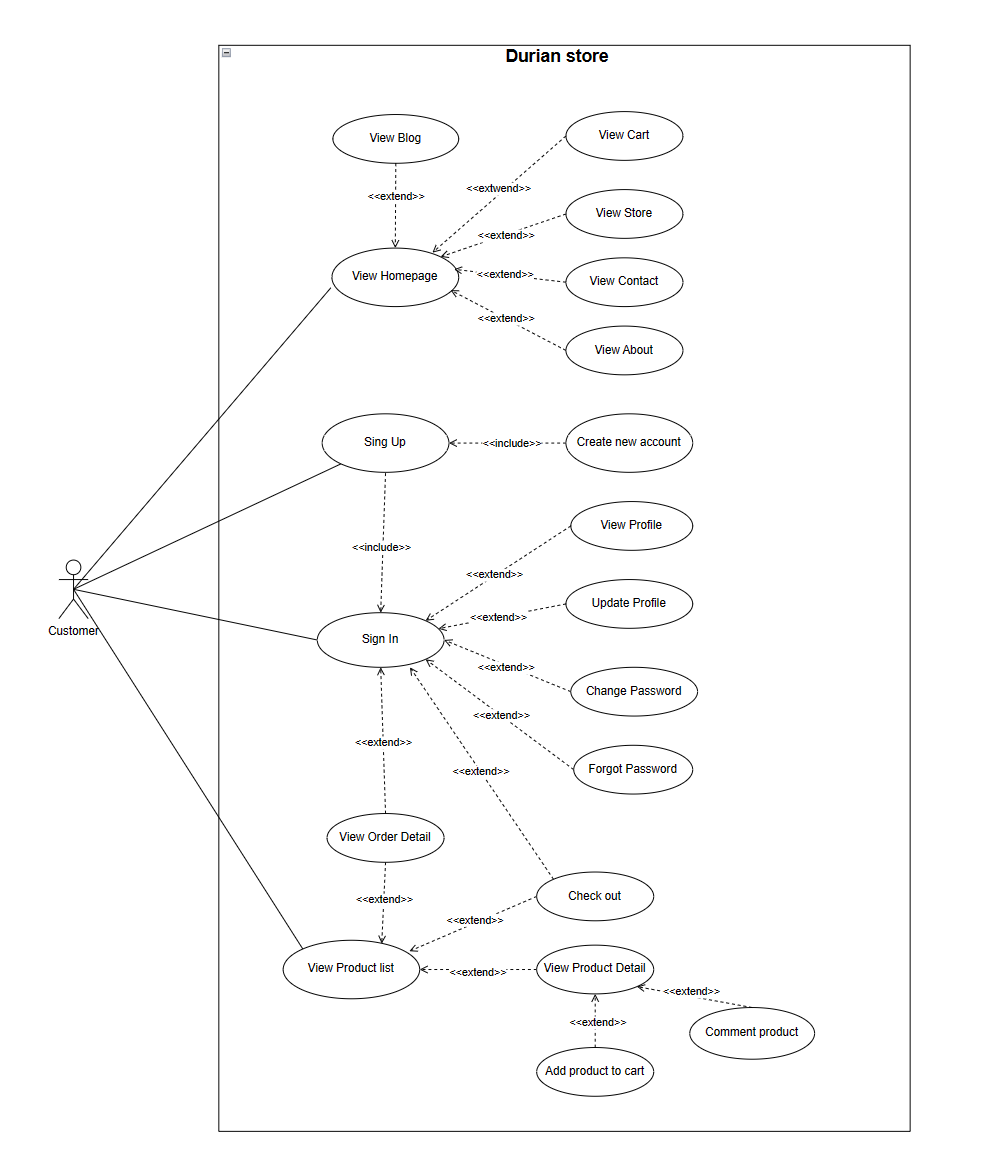 Durian store
View Blog
View Cart
<<extend>>
<<extwend>>
View Store
<<extend>>
View Homepage
<<extend>>
View Contact
<<extend>>
View About
Sing Up
<<include>>
Create new account
View Profile
<<include>>
<<extend>>
Update Profile
<<extend>>
Customer
Sign In
<<extend>>
Change Password
<<extend>>
<<extend>>
<<extend>>
Forgot Password
View Order Detail
Check out
<<extend>>
<<extend>>
View Product list
<<extend>>
View Product Detail
<<extend>>
<<extend>>
Comment product
Add product to cart